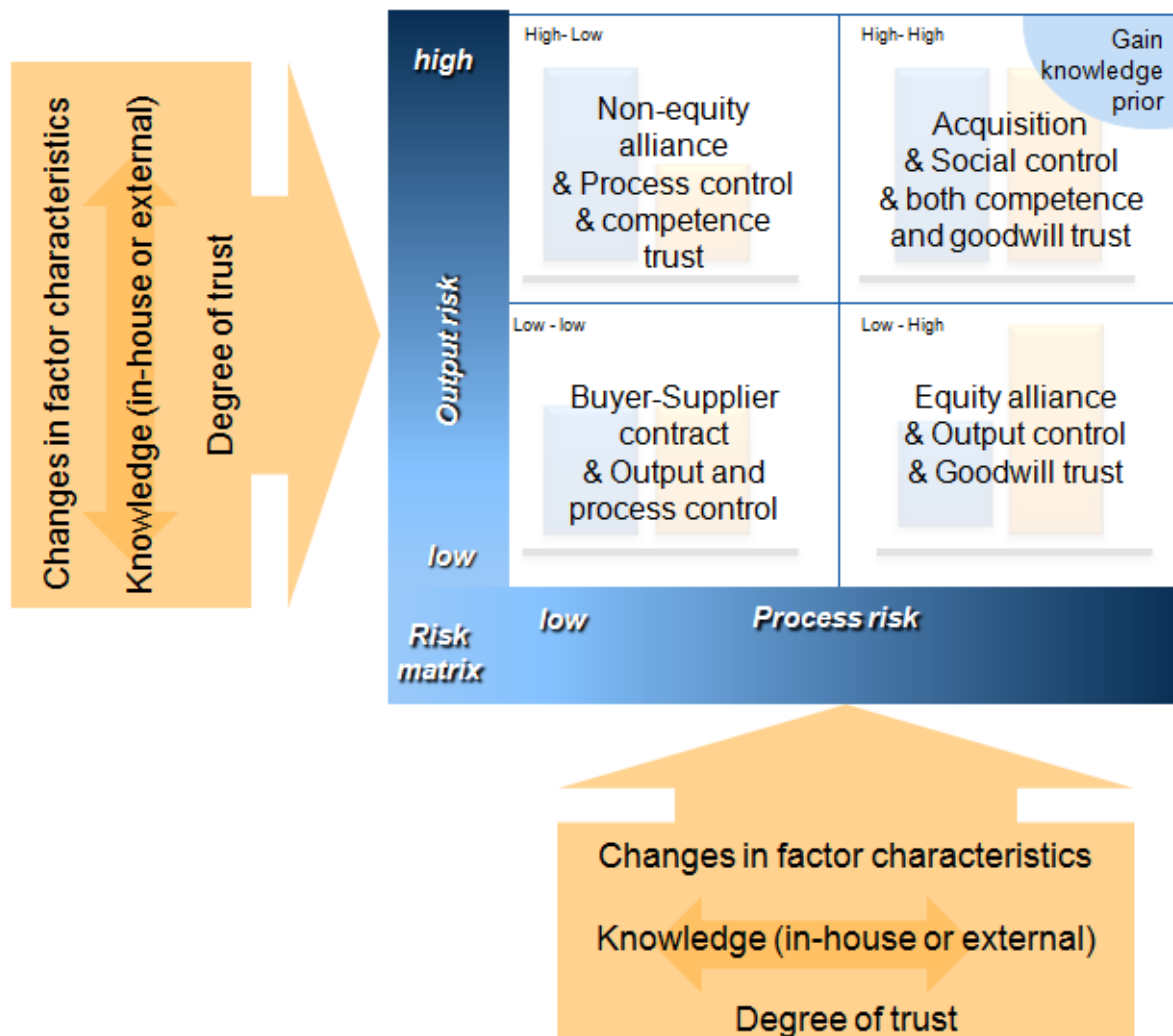 Changes in factor characteristics
Knowledge (in-house or external)
Degree of trust
high
Output risk
low
High- Low
Non-equity
alliance
& Process control
& competence
trust
High- High
Gain
knowledge
prior
Acquisition
& Social control
& both competence
and goodwill trust
Low - low
Buyer-Supplier
contract
& Output and
process control
Low - High
Equity alliance
& Output control
& Goodwill trust
Risk
matrix
low
Process risk
Changes in factor characteristics
Knowledge (in-house or external)
Degree of trust